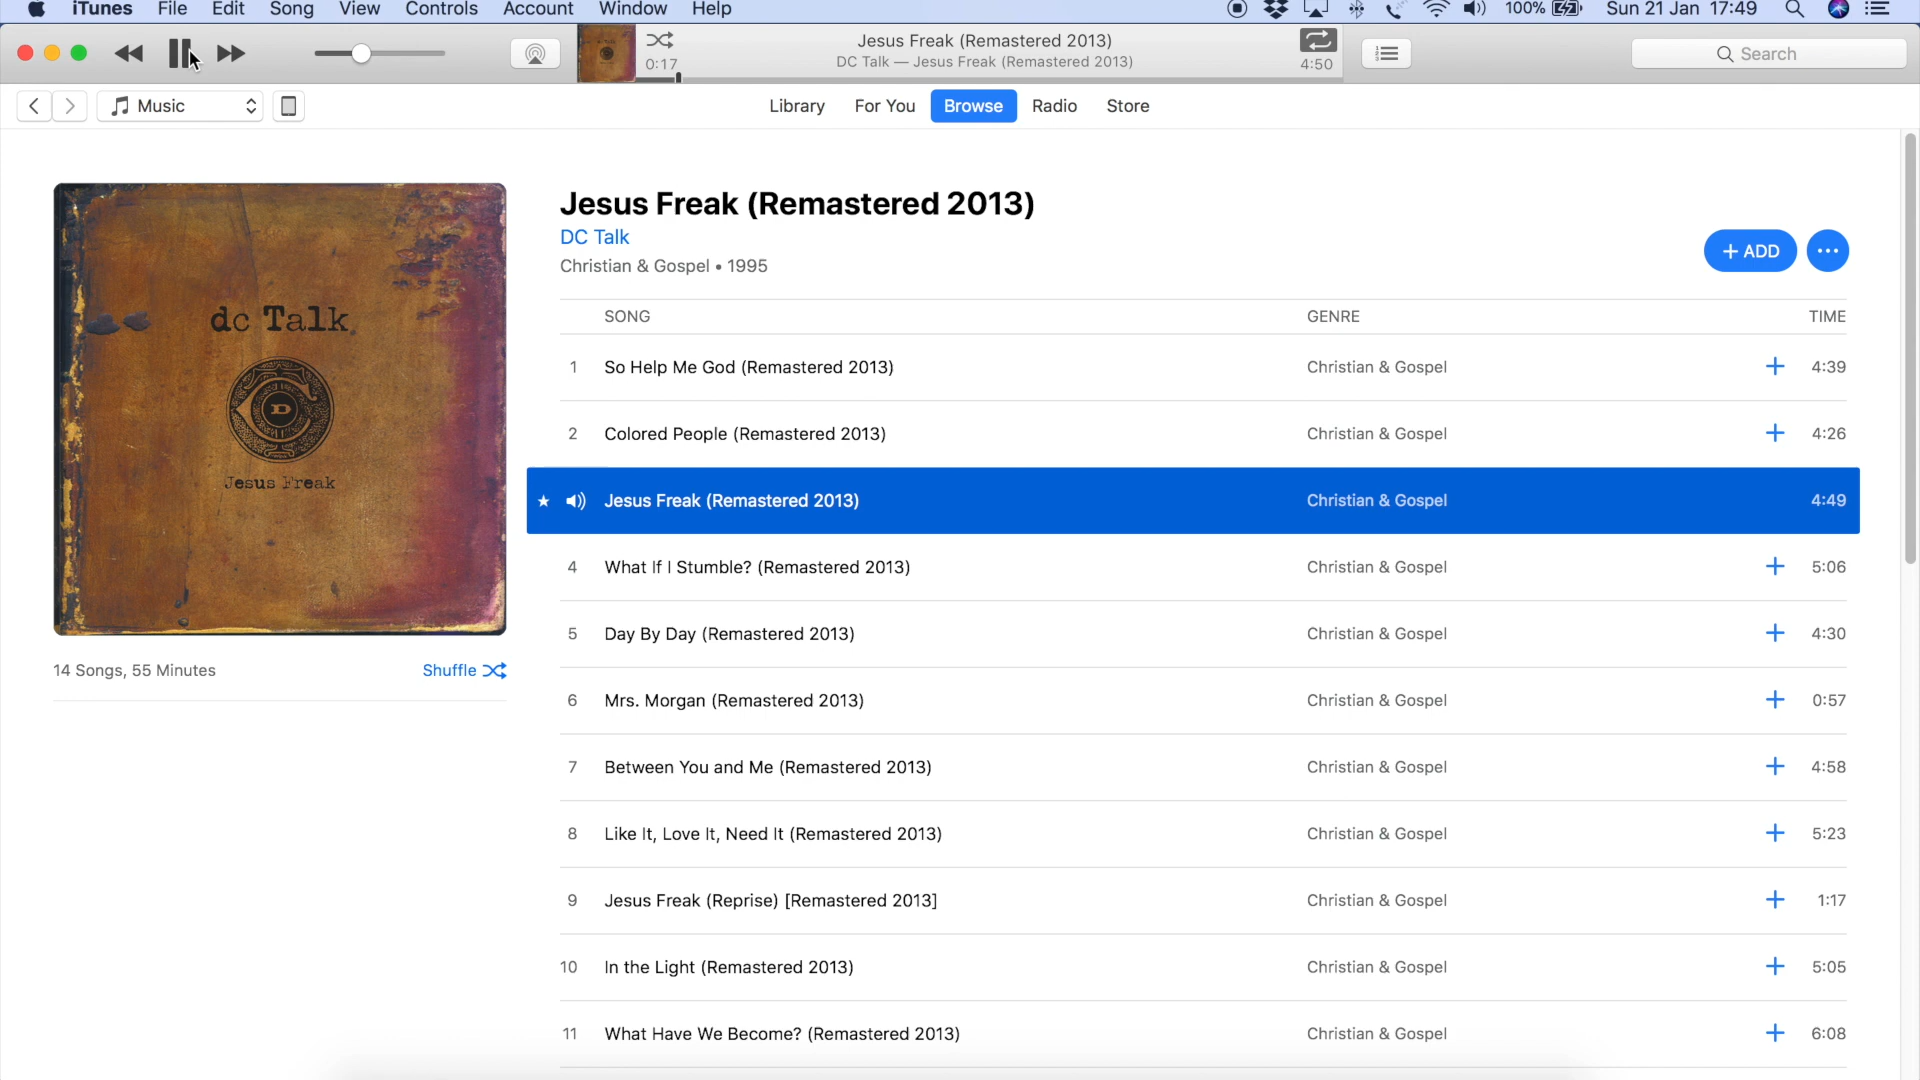 iTunes File Edit Song View Controls Account Window Help 100% Sun 21 Jan 17:49
Jesus Freak (Remastered 2013)
0:17 DC Talk — Jesus Freak (Remastered 2013) 4:50
Search
Music Library For You Browse Radio Store
dc Talk
Jesus Freak
14 Songs, 55 Minutes Shuffle
Jesus Freak (Remastered 2013)
DC Talk
Christian & Gospel • 1995
+ ADD
SONG GENRE TIME
1 So Help Me God (Remastered 2013) Christian & Gospel + 4:39
2 Colored People (Remastered 2013) Christian & Gospel + 4:26
Jesus Freak (Remastered 2013) Christian & Gospel 4:49
4 What If I Stumble? (Remastered 2013) Christian & Gospel + 5:06
5 Day By Day (Remastered 2013) Christian & Gospel + 4:30
6 Mrs. Morgan (Remastered 2013) Christian & Gospel + 0:57
7 Between You and Me (Remastered 2013) Christian & Gospel + 4:58
8 Like It, Love It, Need It (Remastered 2013) Christian & Gospel + 5:23
9 Jesus Freak (Reprise) [Remastered 2013] Christian & Gospel + 1:17
10 In the Light (Remastered 2013) Christian & Gospel + 5:05
11 What Have We Become? (Remastered 2013) Christian & Gospel + 6:08